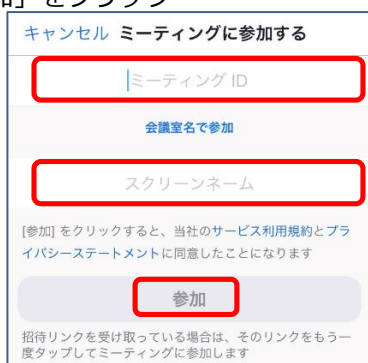 をクリック
キャンセル ミーティングに参加する
ミーティング ID
会議室名で参加
スクリーンネーム
[参加] をクリックすると、当社のサービス利用規約とプラ
イバシーステートメントに同意したことになります
参加
招待リンクを受け取っている場合は、そのリンクをもう一
度タップしてミーティングに参加します